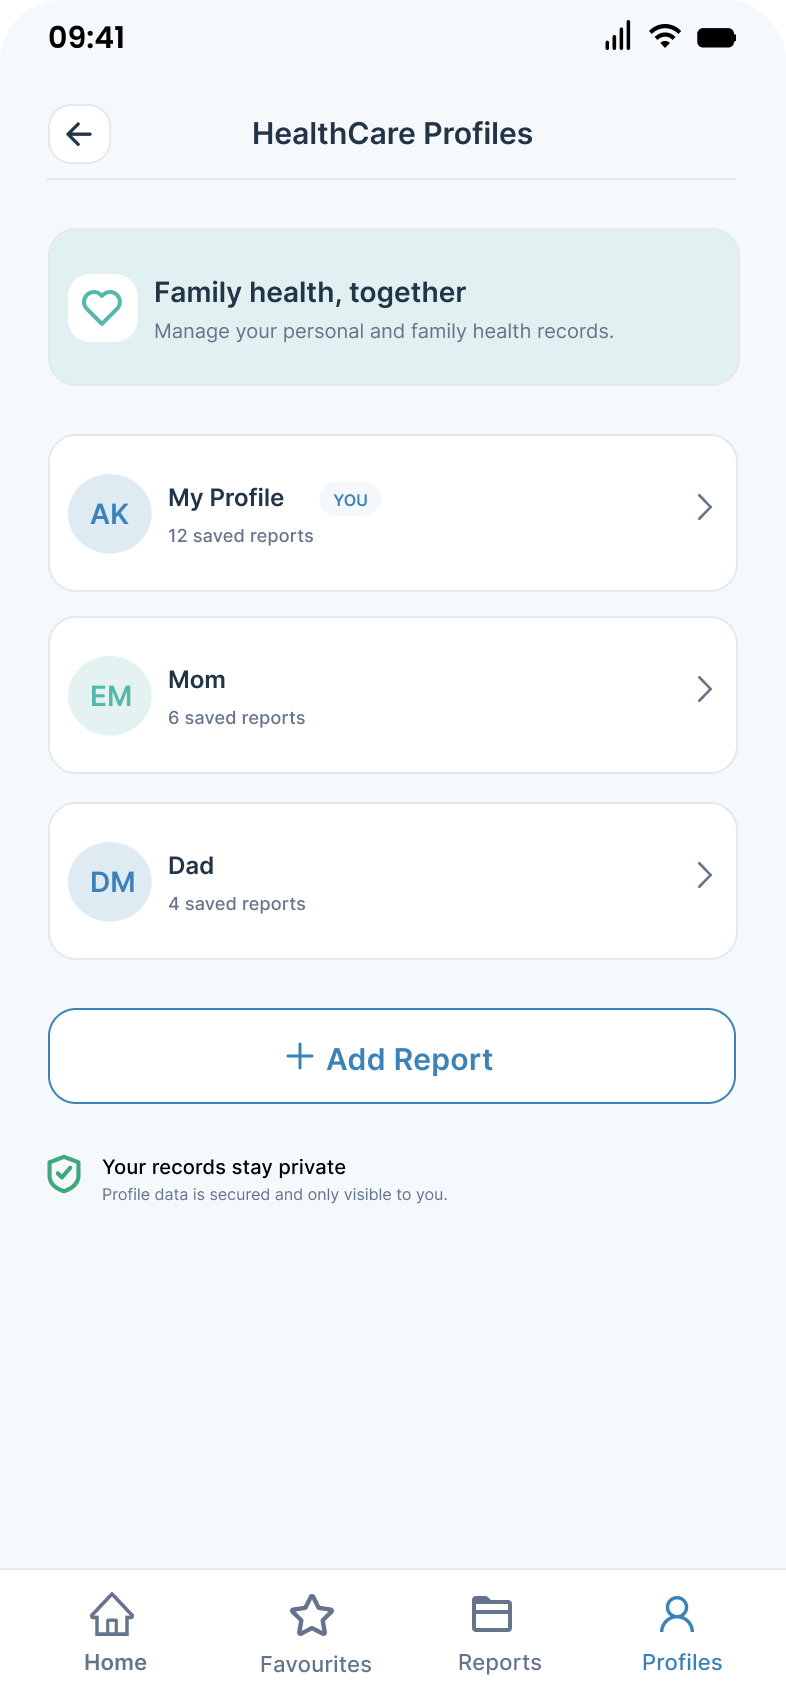 09:41
HealthCare Profiles
Family health, together
Manage your personal and family health records.
AK
My Profile
YOU
12 saved reports
EM
Mom
6 saved reports
DM
Dad
4 saved reports
+ Add Report
Your records stay private
Profile data is secured and only visible to you.
Home
Favourites
Reports
Profiles